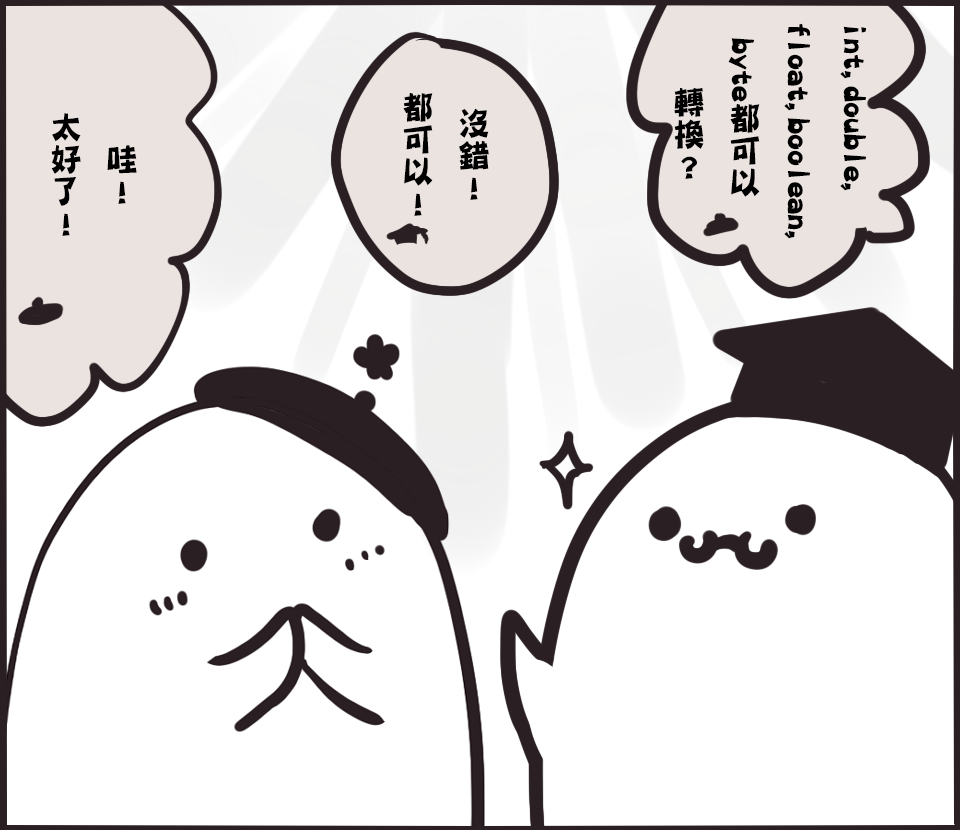 int, double,
float, boolean,
byte都可以
轉換？
沒錯！
都可以！
哇！
太好了！